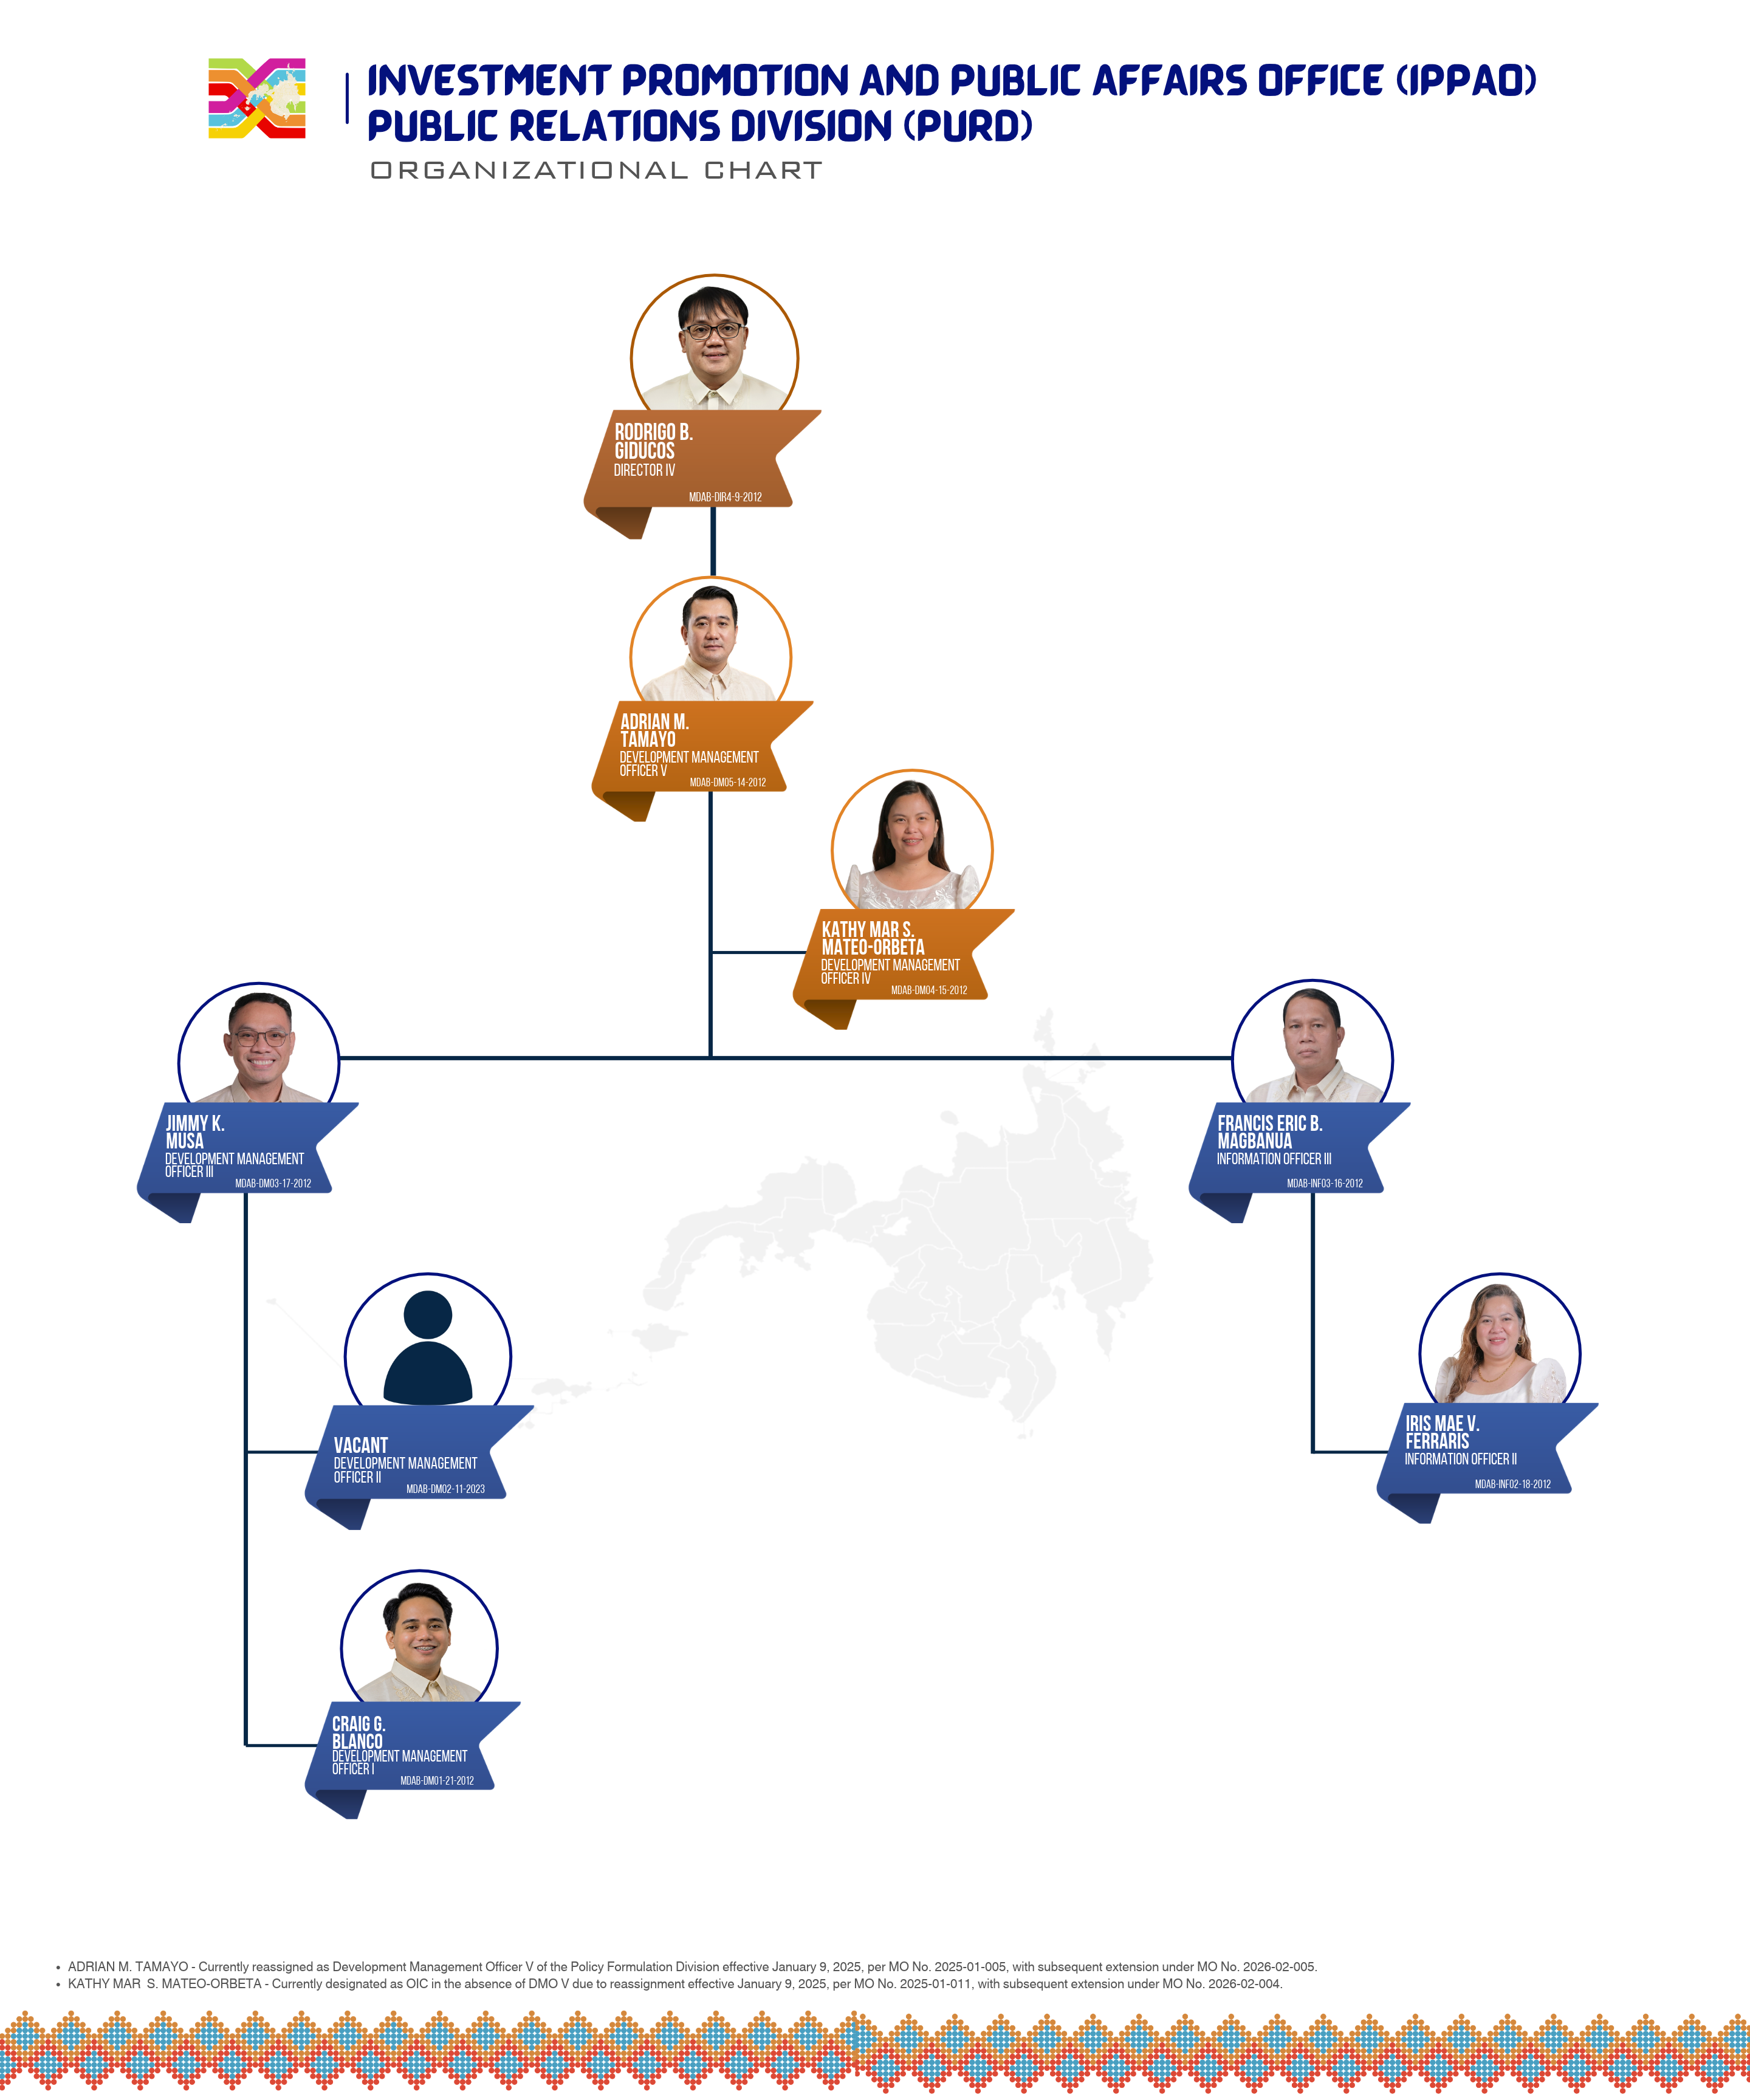 INVESTMENT PROMOTION AND PUBLIC AFFAIRS OFFICE (IPPAO)
PUBLIC RELATIONS DIVISION (PURD)
ORGANIZATIONAL CHART
RODRIGO B.
GIDUCOS
DIRECTOR IV
MDAB-DIR4-9-2012
ADRIAN M.
TAMAYO
DEVELOPMENT MANAGEMENT
OFFICER V
MDAB-DMO5-14-2012
KATHY MAR S.
MATEO-ORBETA
DEVELOPMENT MANAGEMENT
OFFICER IV
MDAB-DMO4-15-2012
JIMMY K.
MUSA
DEVELOPMENT MANAGEMENT
OFFICER III
MDAB-DMO3-17-2012
FRANCIS ERIC B.
MAGBANUA
INFORMATION OFFICER III
MDAB-INFO3-16-2012
VACANT
DEVELOPMENT MANAGEMENT
OFFICER II
MDAB-DMO2-11-2023
IRIS MAE V.
FERRARIS
INFORMATION OFFICER II
MDAB-INFO2-18-2012
CRAIG G.
BLANCO
DEVELOPMENT MANAGEMENT
OFFICER I
MDAB-DMO1-21-2012
• ADRIAN M. TAMAYO - Currently reassigned as Development Management Officer V of the Policy Formulation Division effective January 9, 2025, per MO No. 2025-01-005, with subsequent extension under MO No. 2026-02-005.
• KATHY MAR S. MATEO-ORBETA - Currently designated as OIC in the absence of DMO V due to reassignment effective January 9, 2025, per MO No. 2025-01-011, with subsequent extension under MO No. 2026-02-004.